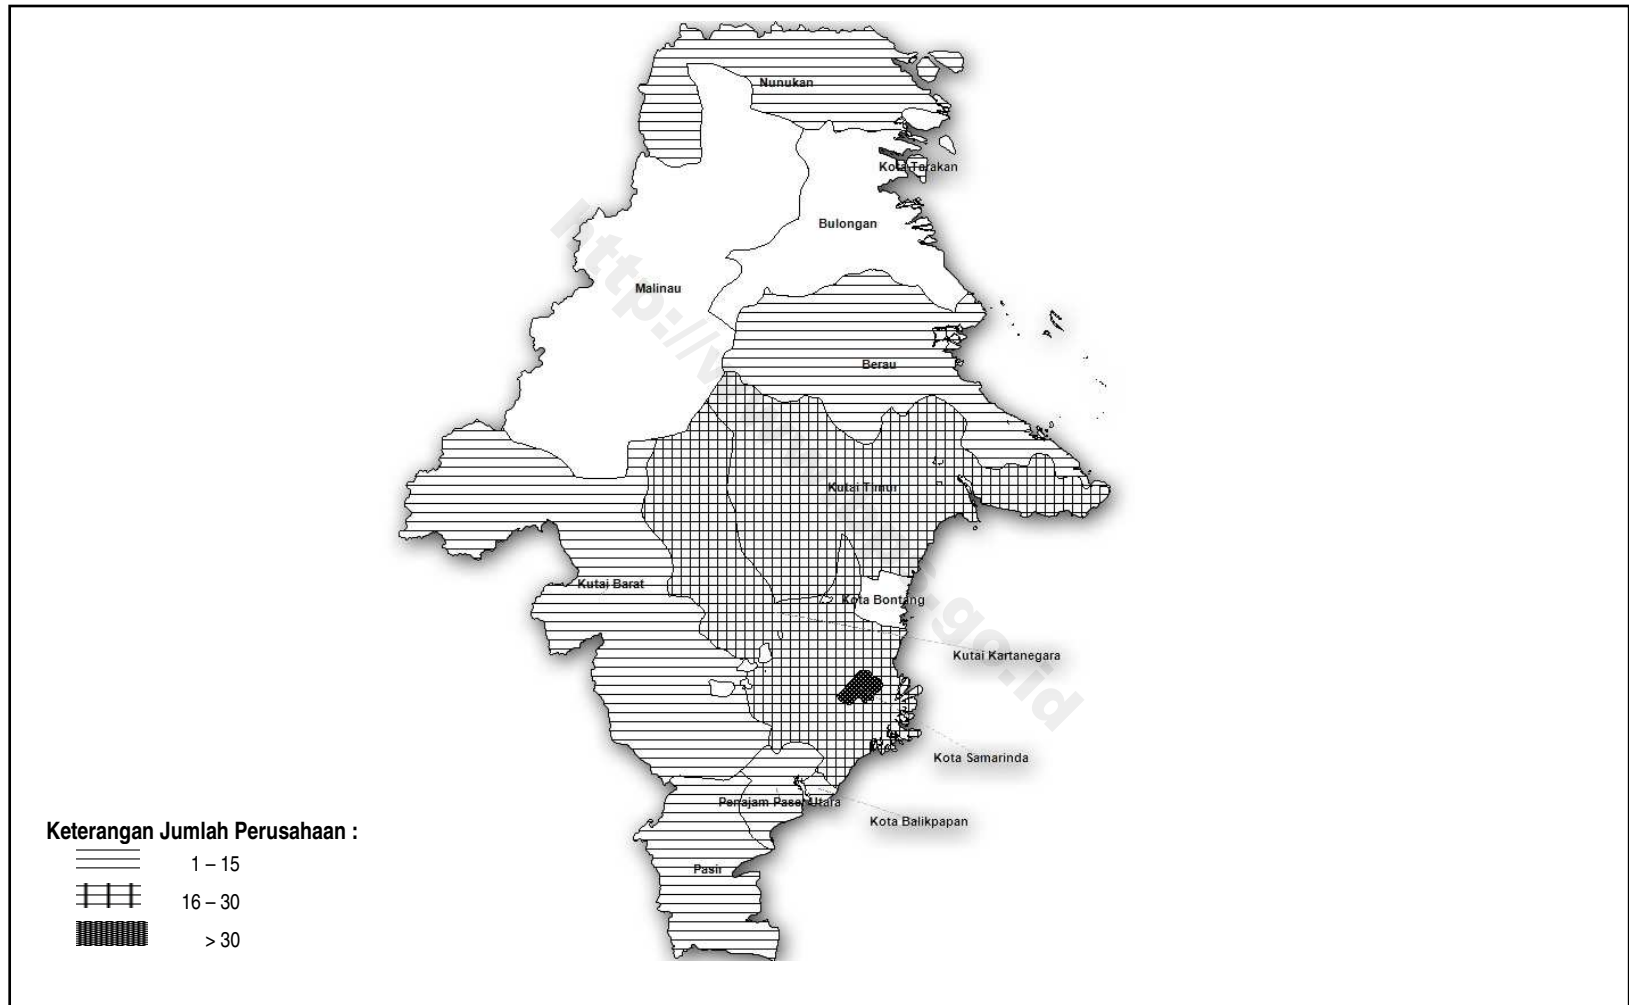 Nunukan
Kota Tarakan
Bulongan
Malinau
Berau
Kutai Timur
Kutai Barat
Kota Bontang
Kutai Kartanegara
Kota Samarinda
Penajam Paser Utara
Kota Balikpapan
Pasir
Keterangan Jumlah Perusahaan :
1 – 15
16 – 30
> 30